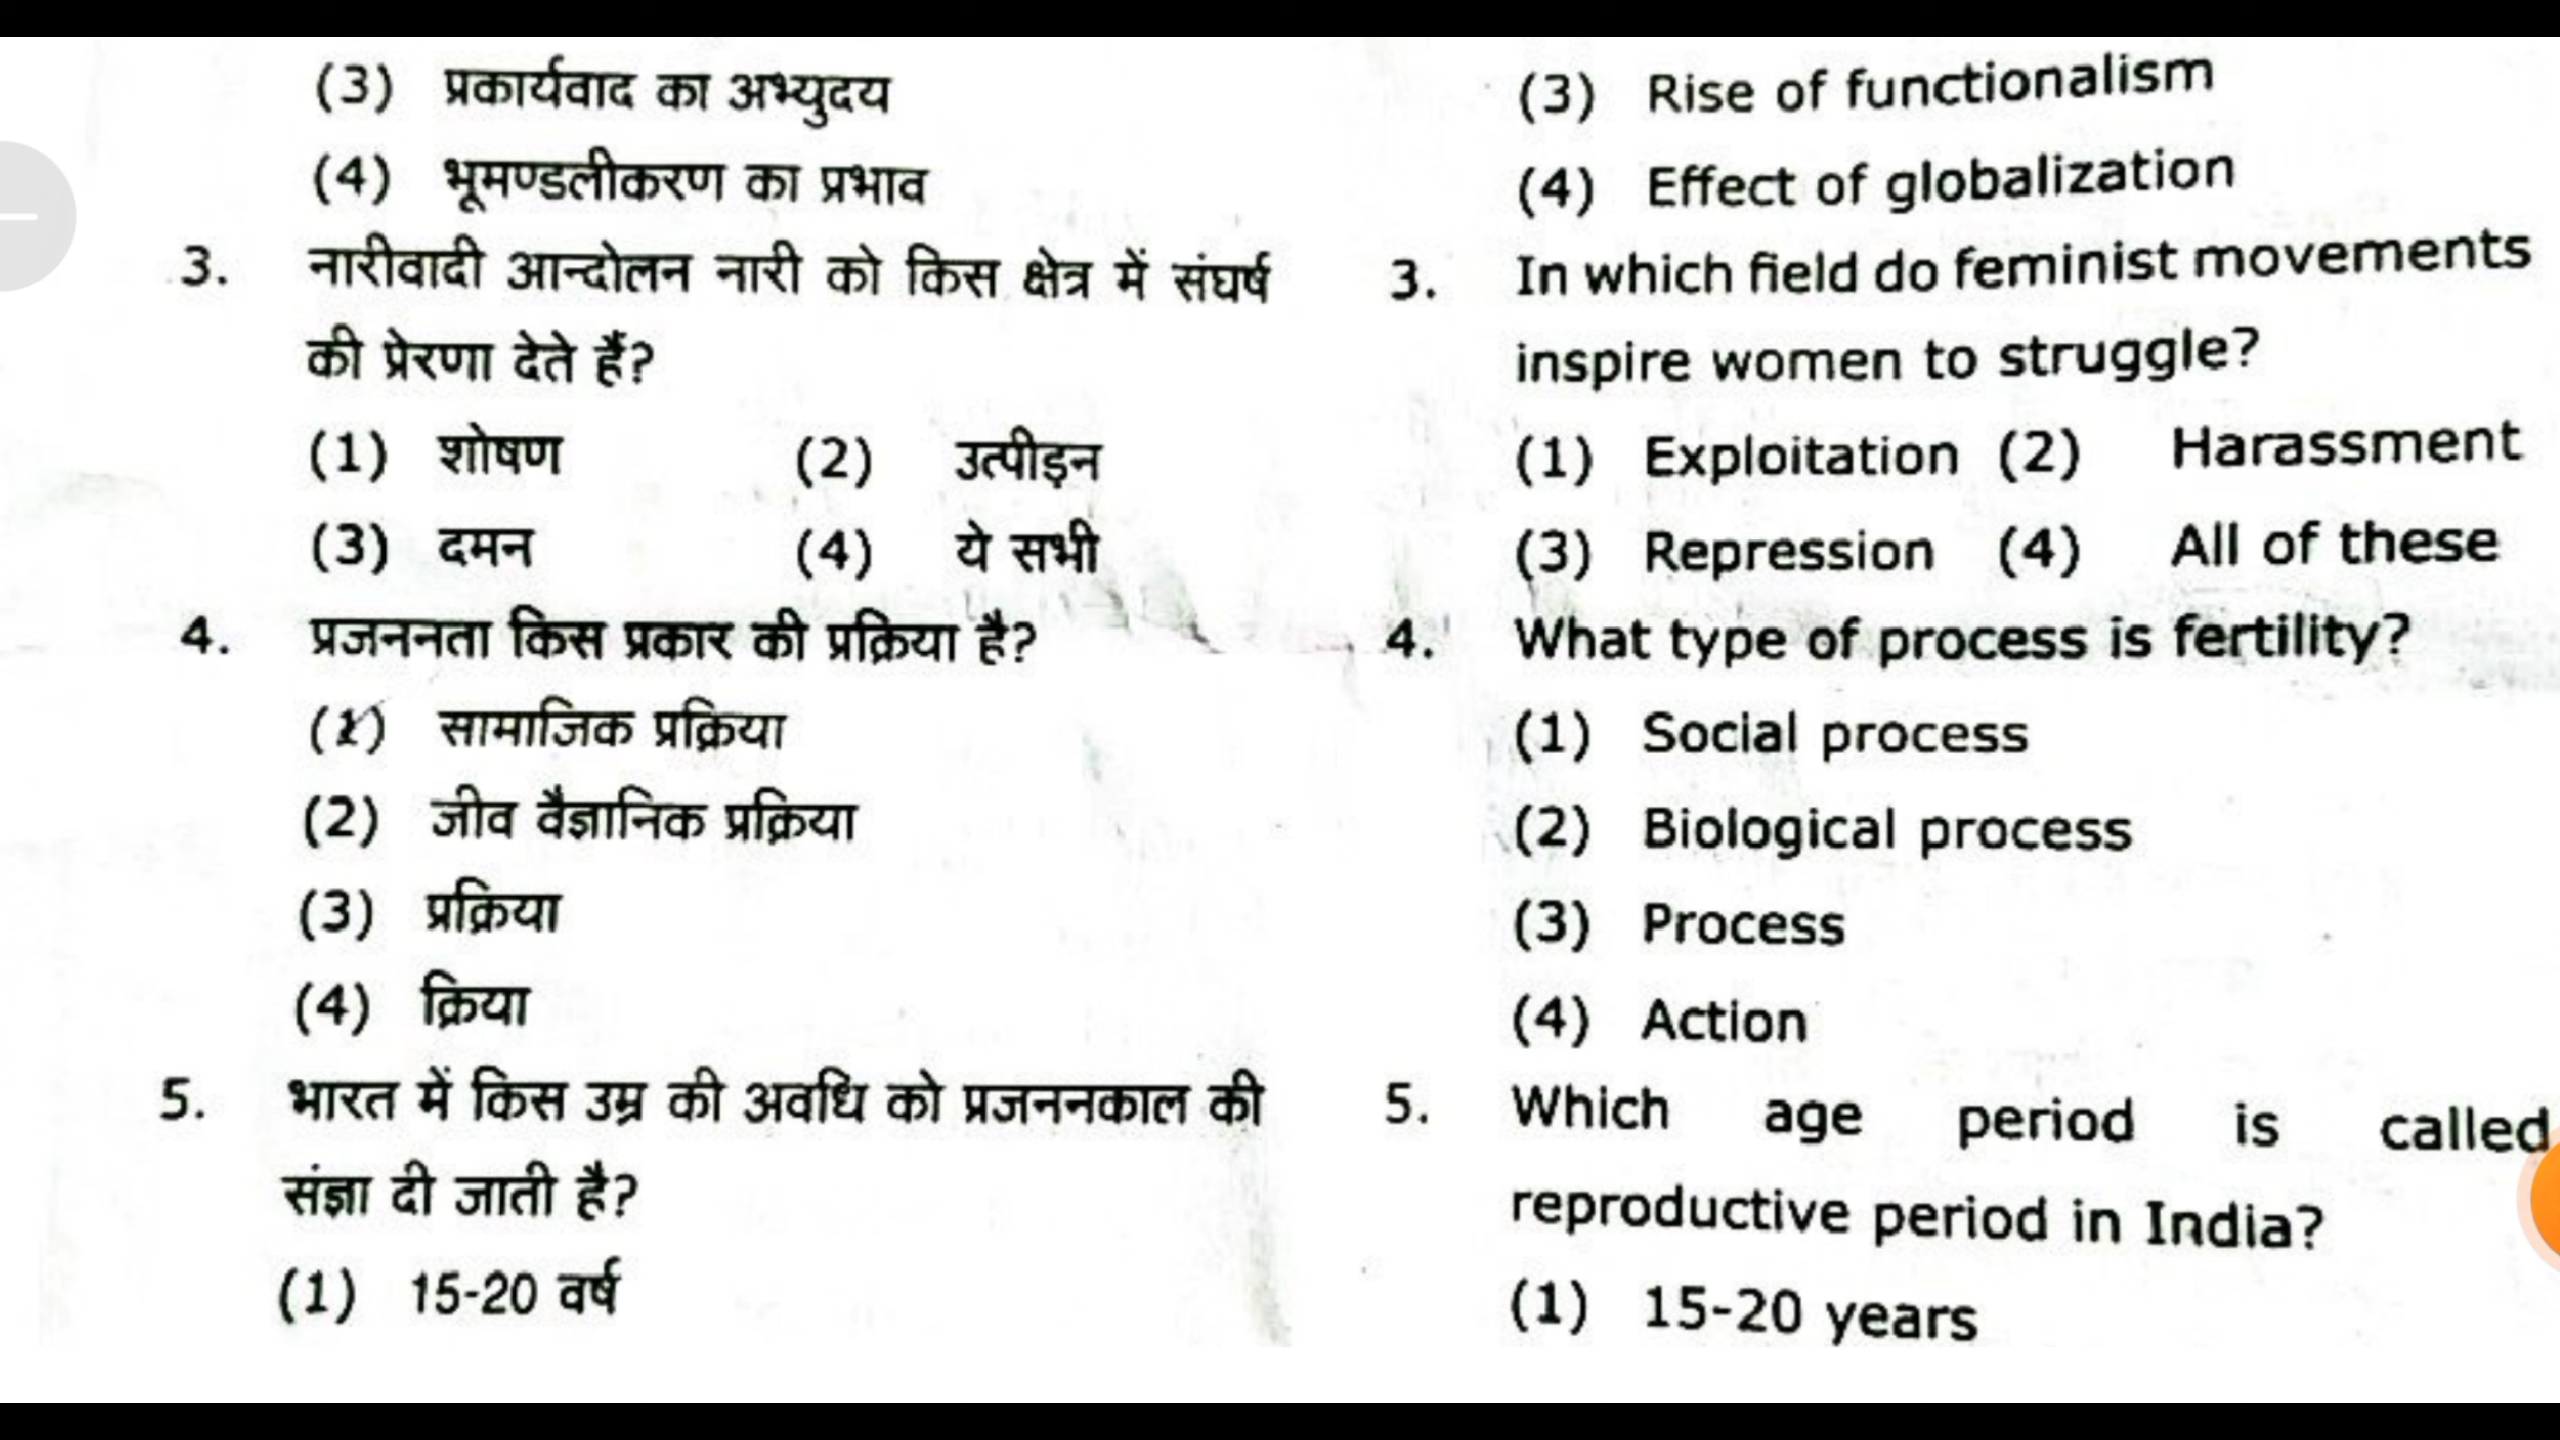 (3) प्रकार्यवाद का अभ्युदय
(4) भूमण्डलीकरण का प्रभाव
3. नारीवादी आन्दोलन नारी को किस क्षेत्र में संघर्ष
की प्रेरणा देते हैं?
(1) शोषण (2) उत्पीड़न
(3) दमन (4) ये सभी
4. प्रजननता किस प्रकार की प्रक्रिया है?
(1) सामाजिक प्रक्रिया
(2) जीव वैज्ञानिक प्रक्रिया
(3) प्रक्रिया
(4) क्रिया
5. भारत में किस उम्र की अवधि को प्रजननकाल की
संज्ञा दी जाती है?
(1) 15-20 वर्ष
(3) Rise of functionalism
(4) Effect of globalization
3. In which field do feminist movements
inspire women to struggle?
(1) Exploitation (2) Harassment
(3) Repression (4) All of these
4. What type of process is fertility?
(1) Social process
(2) Biological process
(3) Process
(4) Action
5. Which age period is called
reproductive period in India?
(1) 15-20 years